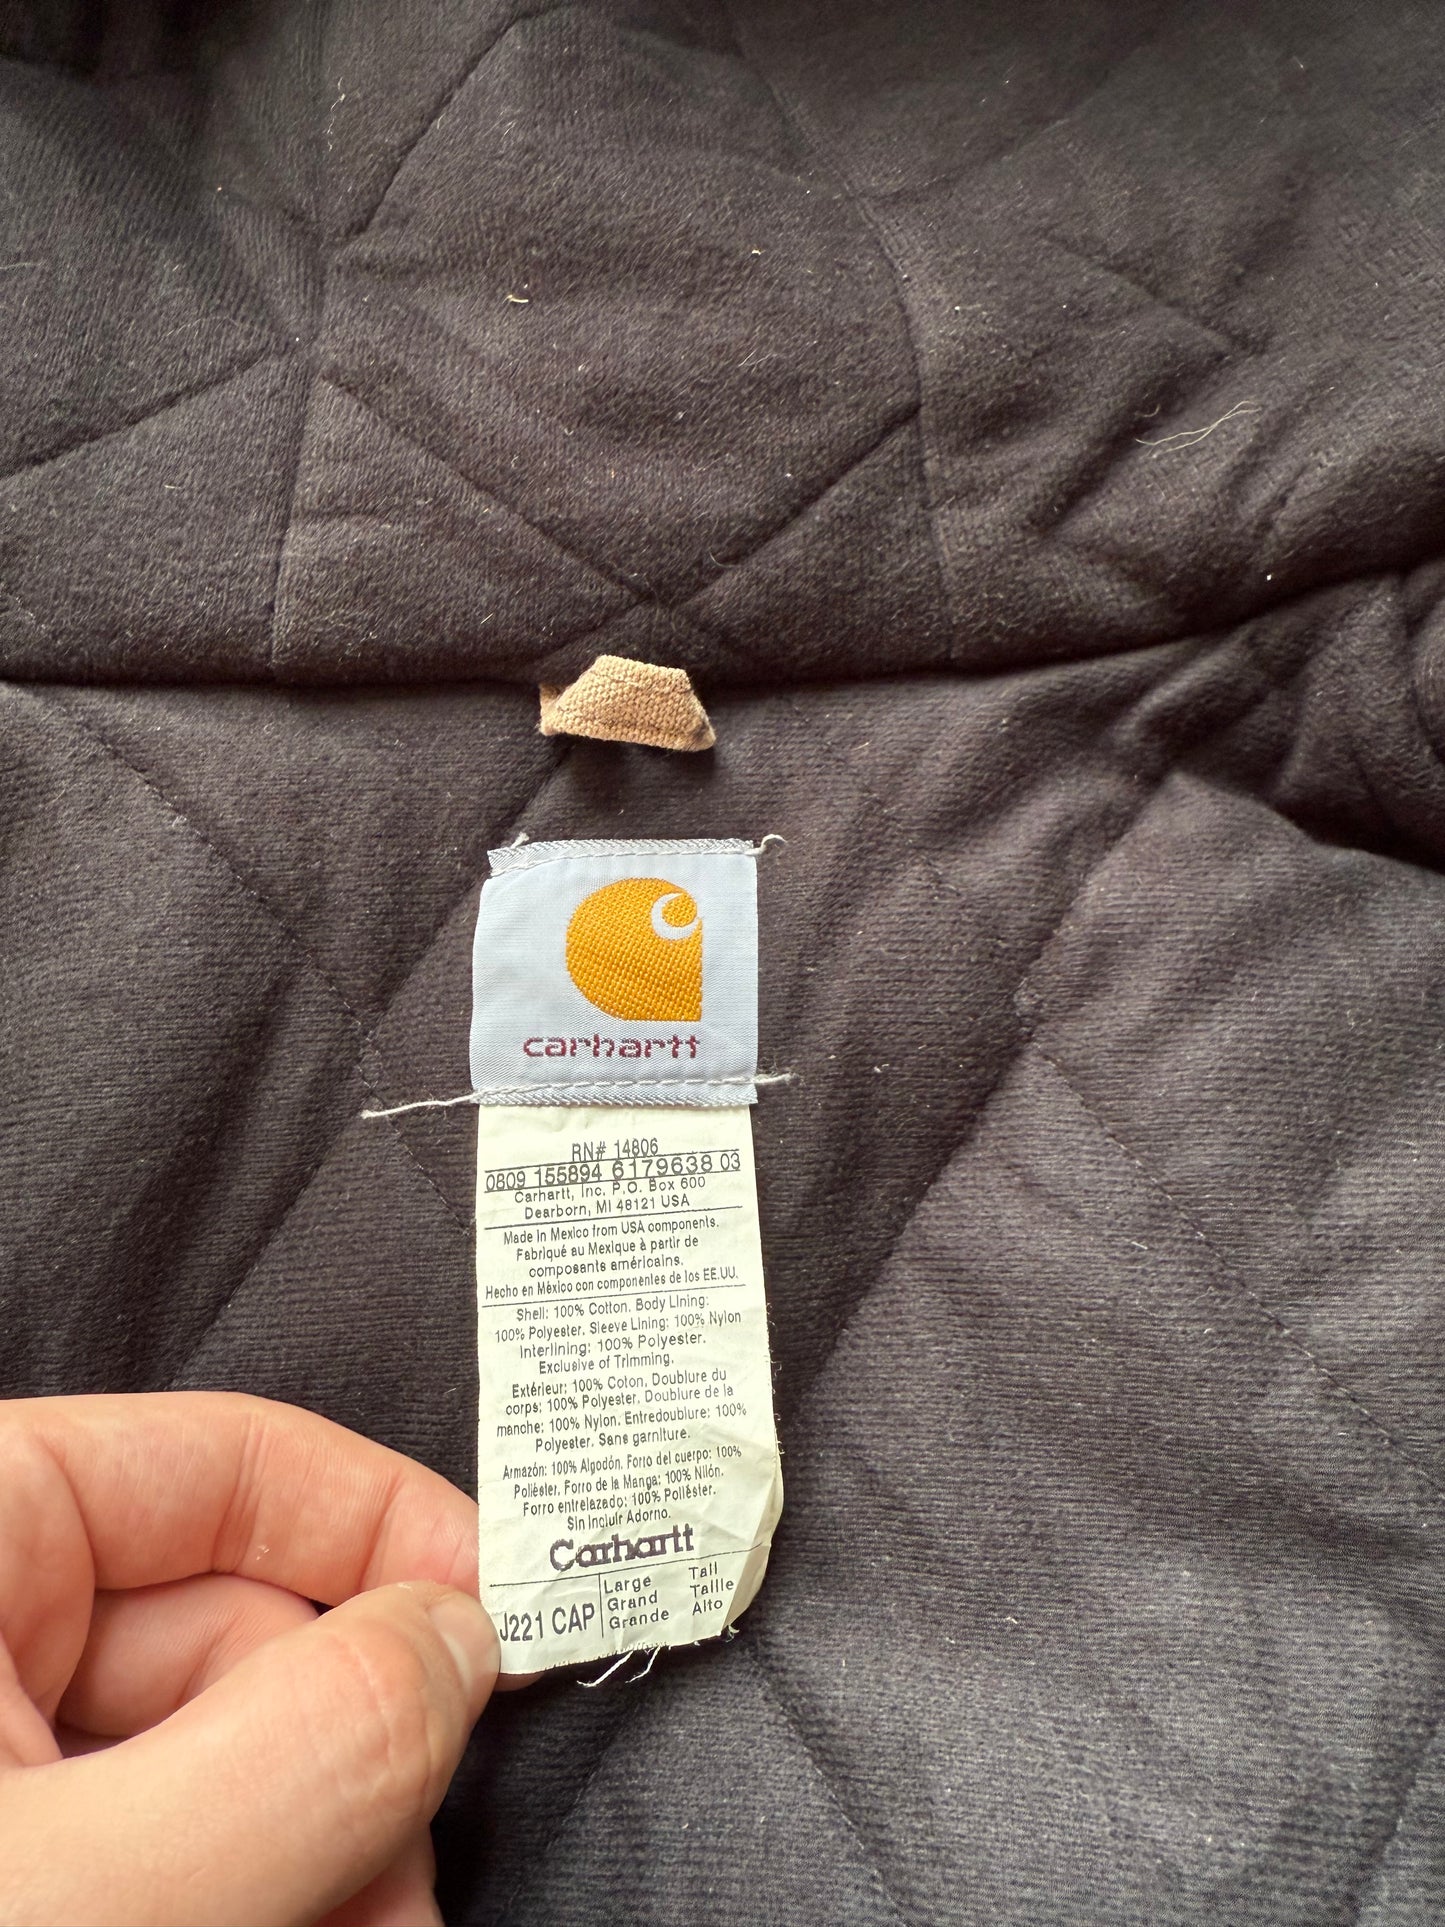 carhartt
RN# 14806
0809 155894 6179638 03
Carhartt, Inc. P.O. Box 600
Dearborn, MI 48121 USA
Made in Mexico from USA components.
Fabriqué au Mexique à partir de
composants américains.
Hecho en México con componentes de los EE.UU.
Shell: 100% Cotton. Body Lining:
100% Polyester. Sleeve Lining: 100% Nylon
Interlining: 100% Polyester.
Exclusive of Trimming.
Extérieur: 100% Coton, Doublure du
corps: 100% Polyester, Doublure de la
manche: 100% Nylon. Entredoublure: 100%
Polyester. Sans garniture.
Armazón: 100% Algodón. Forro del cuerpo: 100%
Poliéster. Forro de la Manga: 100% Nilón.
Forro entrelazado: 100% Poliéster.
Sin Incluir Adorno.
Carhartt
J221 CAP
Large Tall
Grand Taille
Grande Alto